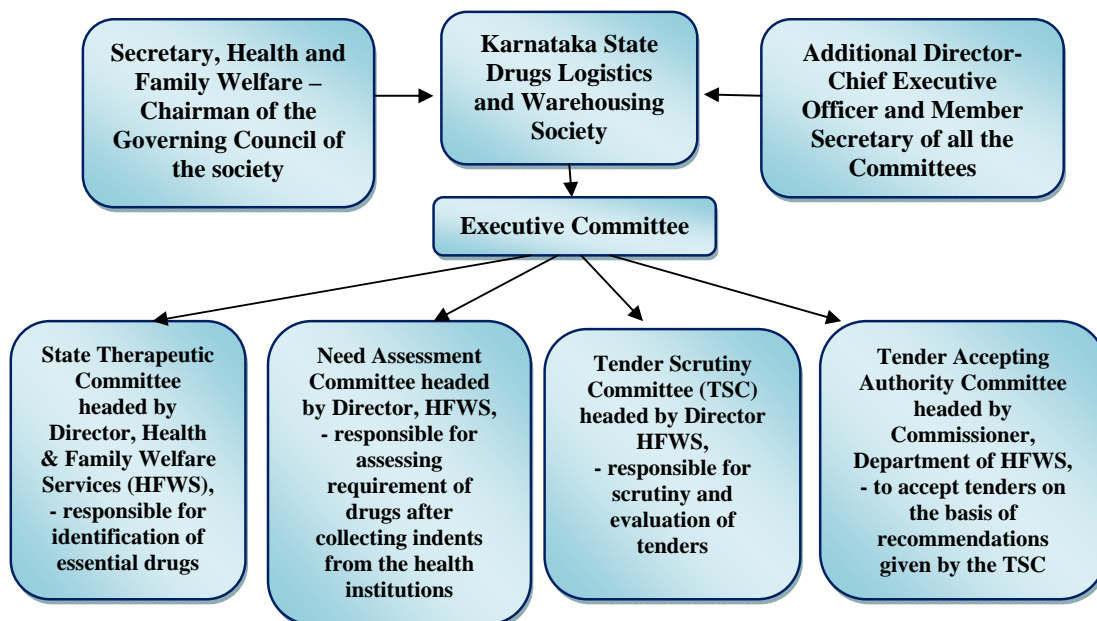 Secretary, Health and
Family Welfare –
Chairman of the
Governing Council of
the society
Karnataka State
Drugs Logistics
and Warehousing
Society
Additional Director-
Chief Executive
Officer and Member
Secretary of all the
Committees
Executive Committee
State Therapeutic
Committee
headed by
Director, Health
& Family Welfare
Services (HFWS),
- responsible for
identification of
essential drugs
Need Assessment
Committee headed
by Director, HFWS,
- responsible for
assessing
requirement of
drugs after
collecting indents
from the health
institutions
Tender Scrutiny
Committee (TSC)
headed by Director
HFWS,
- responsible for
scrutiny and
evaluation of
tenders
Tender Accepting
Authority Committee
headed by
Commissioner,
Department of HFWS,
- to accept tenders on
the basis of
recommendations
given by the TSC